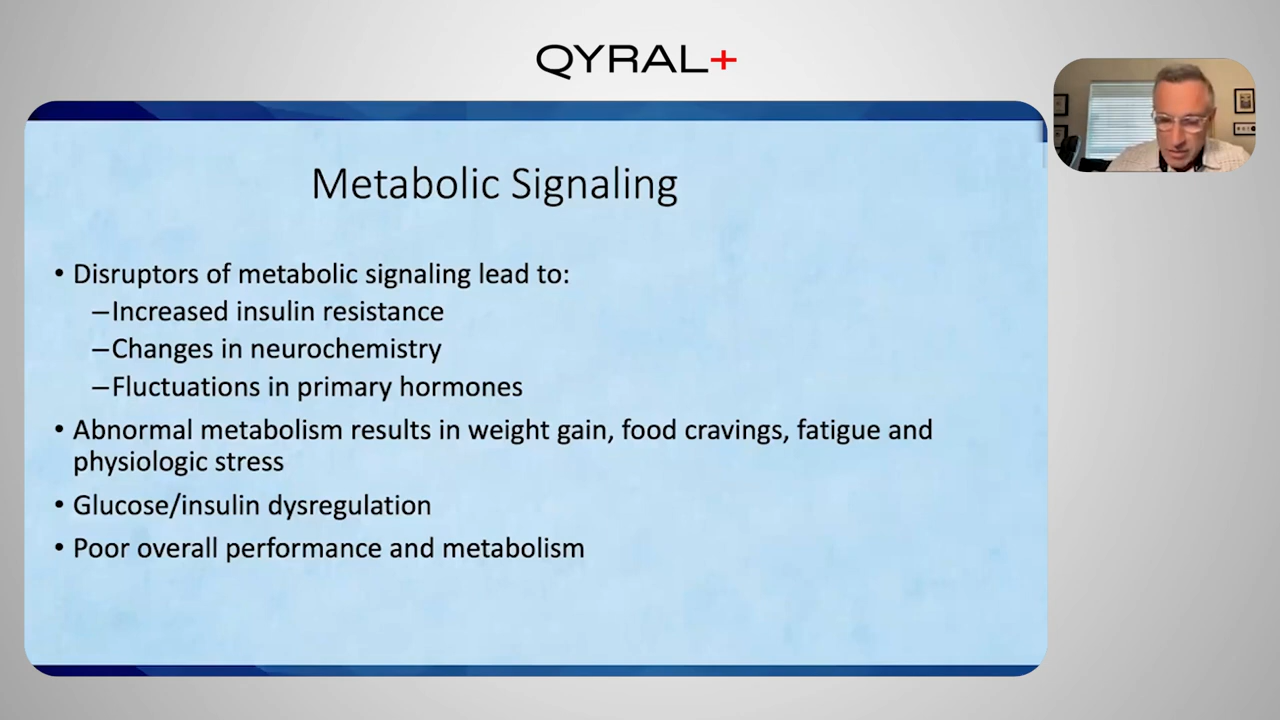 QYRAL+
Metabolic Signaling
• Disruptors of metabolic signaling lead to:
–Increased insulin resistance
–Changes in neurochemistry
–Fluctuations in primary hormones
• Abnormal metabolism results in weight gain, food cravings, fatigue and
physiologic stress
• Glucose/insulin dysregulation
• Poor overall performance and metabolism